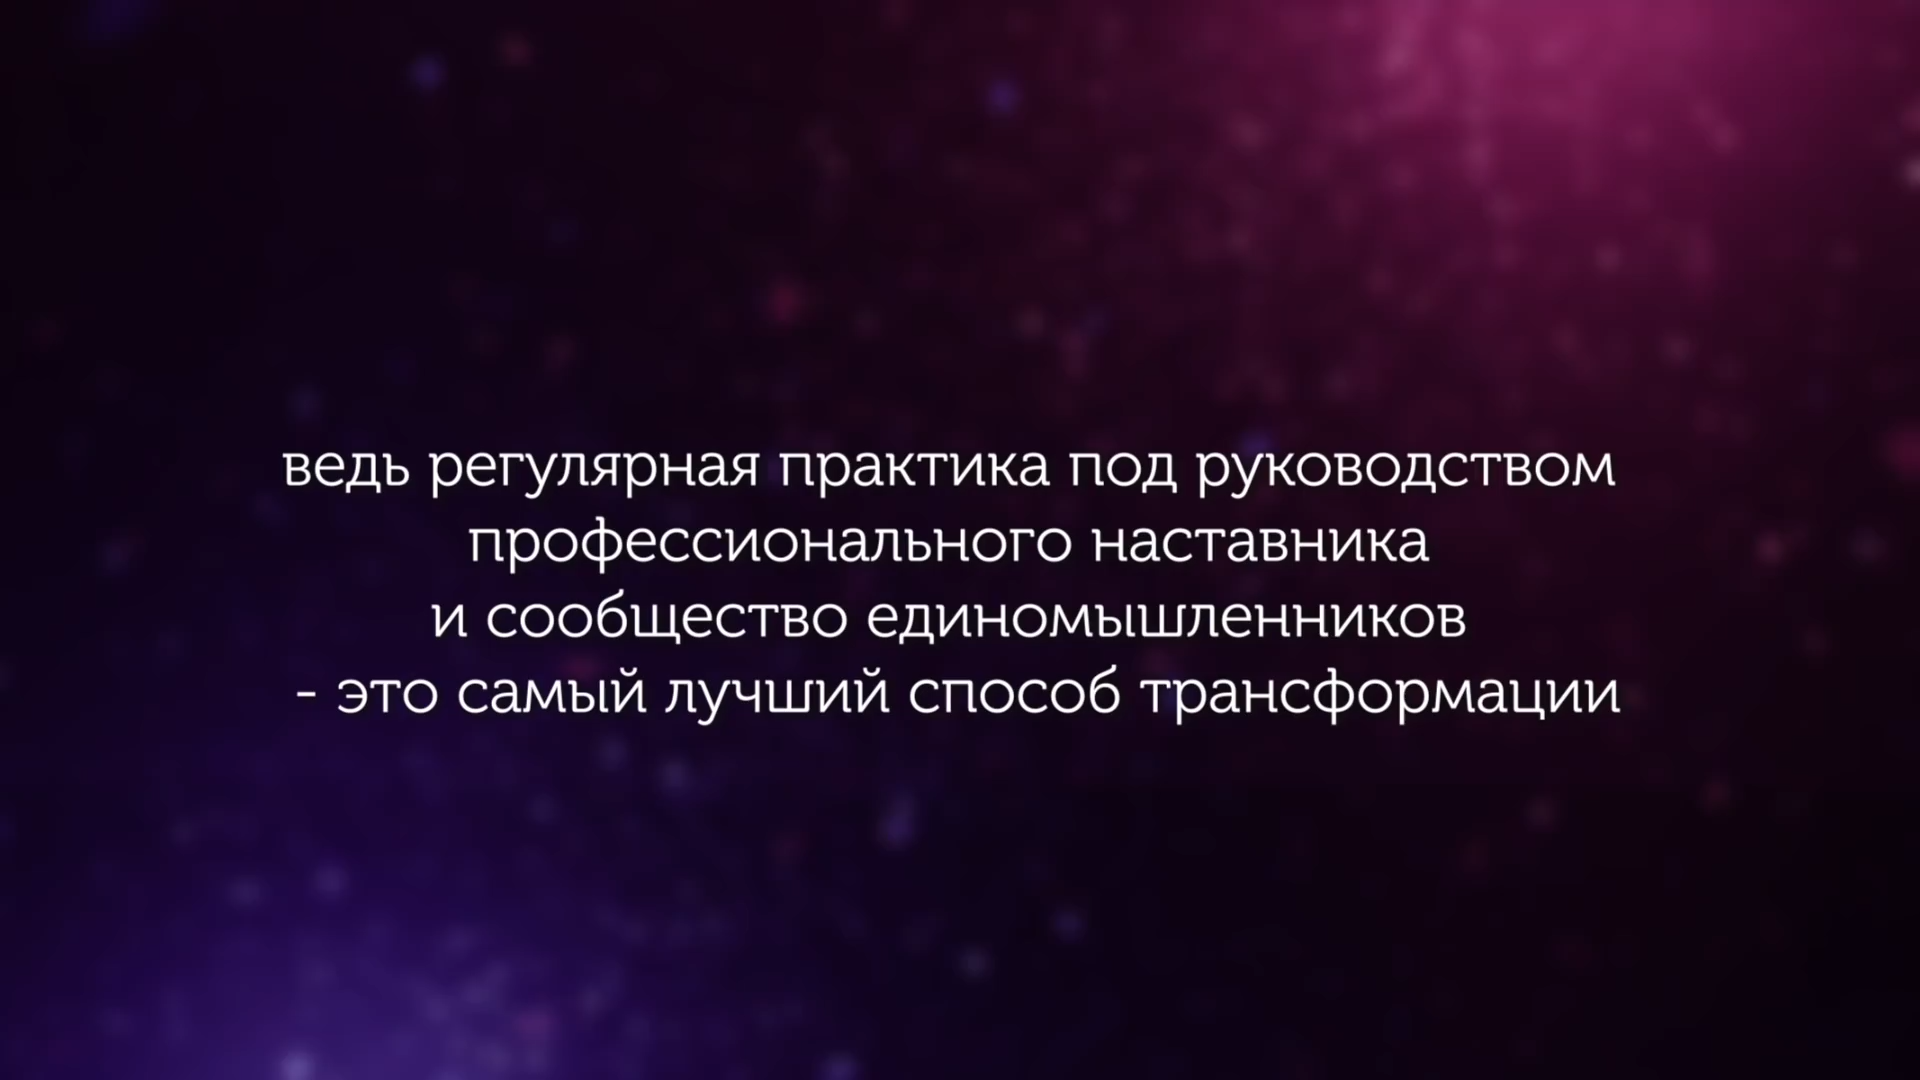 ведь регулярная практика под руководством
профессионального наставника
и сообщество единомышленников
- это самый лучший способ трансформации